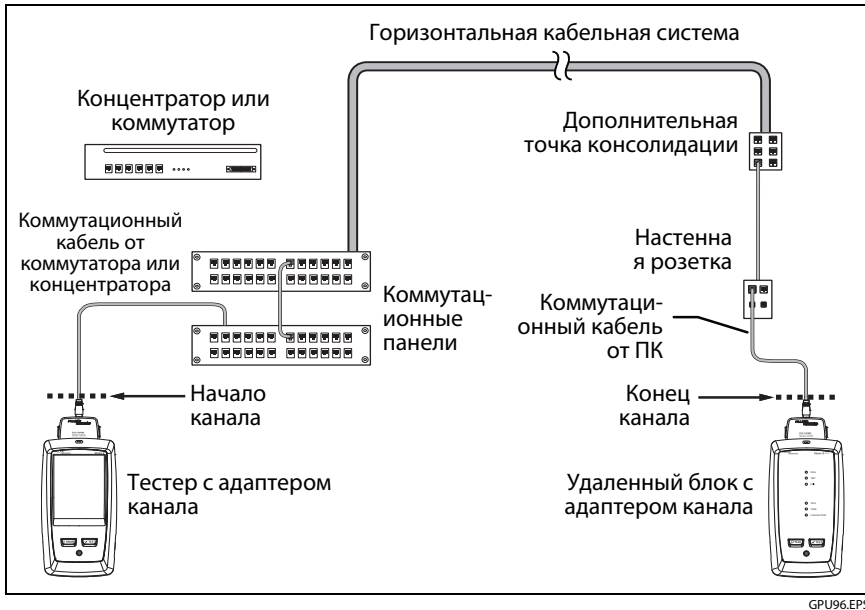 Горизонтальная кабельная система
Концентратор или
коммутатор
Дополнительная
точка консолидации
Коммутационный
кабель от
коммутатора или
концентратора
Настенна
я розетка
Коммутац-
ионные
панели
Коммутаци-
онный кабель
от ПК
Начало
канала
Конец
канала
Тестер с адаптером
канала
Удаленный блок с
адаптером канала
GPU96.EPS